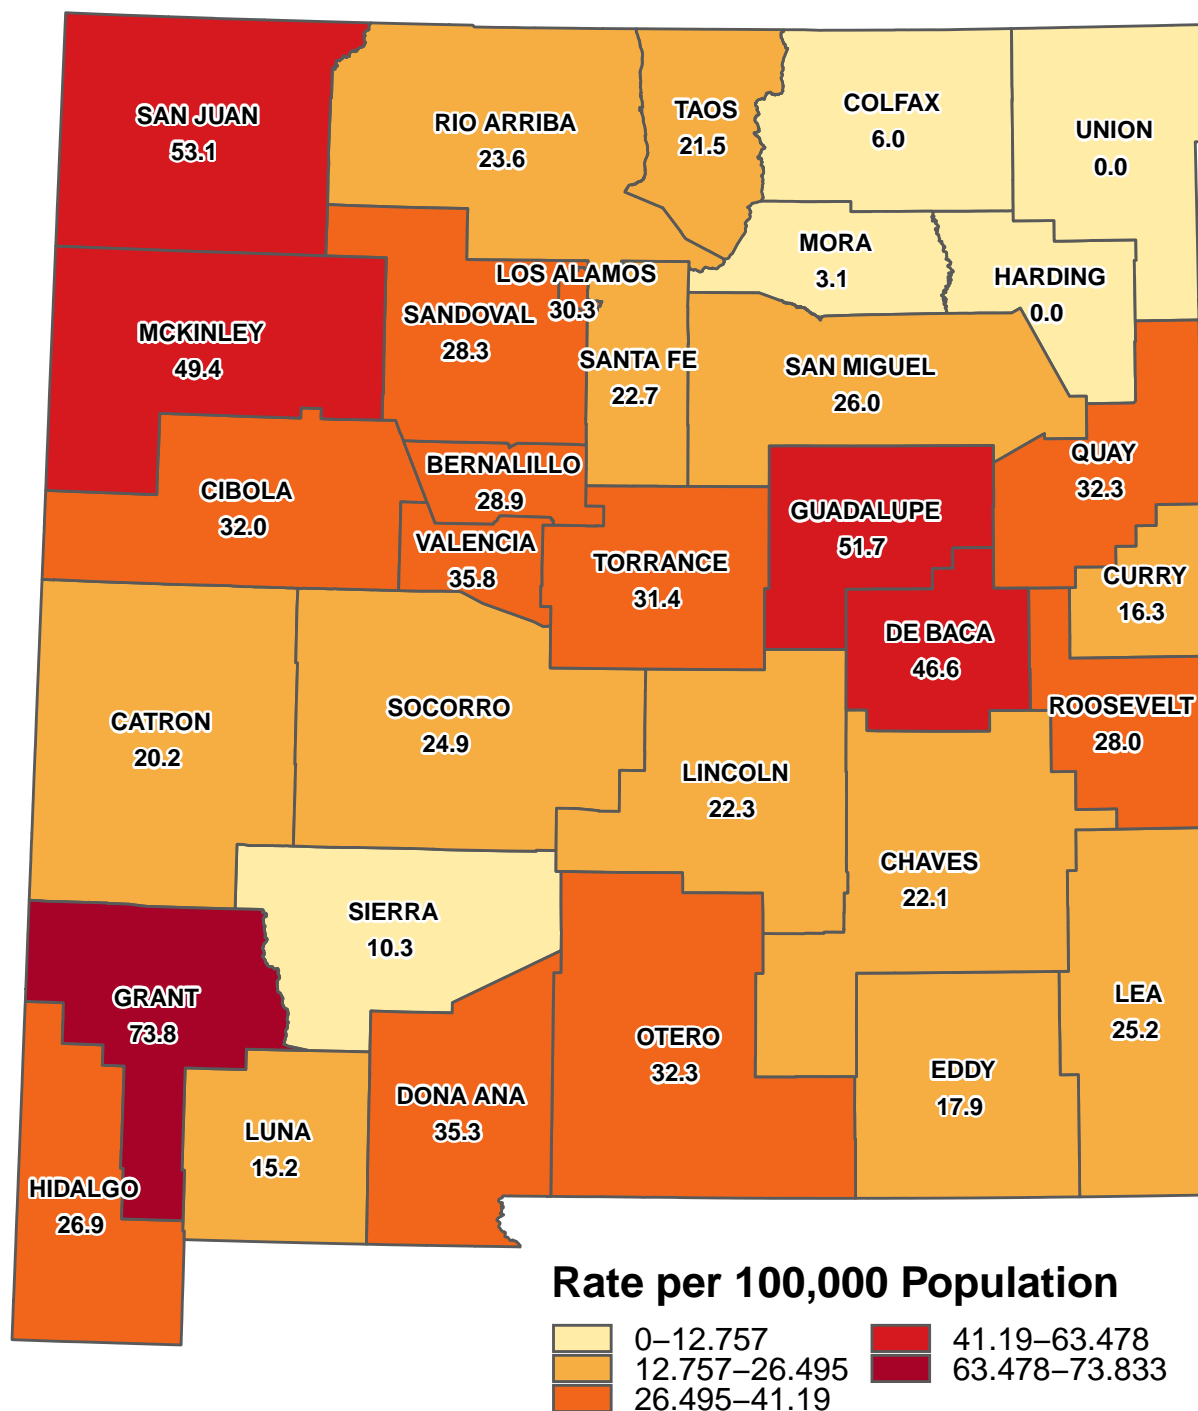 SAN JUAN
53.1
RIO ARRIBA
23.6
TAOS
21.5
COLFAX
6.0
UNION
0.0
MORA
3.1
HARDING
0.0
LOS ALAMOS
30.3
SANDOVAL
28.3
MCKINLEY
49.4
SANTA FE
22.7
SAN MIGUEL
26.0
QUAY
32.3
BERNALILLO
28.9
CIBOLA
32.0
GUADALUPE
51.7
VALENCIA
35.8
TORRANCE
31.4
CURRY
16.3
DE BACA
46.6
ROOSEVELT
28.0
CATRON
20.2
SOCORRO
24.9
LINCOLN
22.3
CHAVES
22.1
SIERRA
10.3
GRANT
73.8
LEA
25.2
OTERO
32.3
EDDY
17.9
DONA ANA
35.3
LUNA
15.2
HIDALGO
26.9
Rate per 100,000 Population
0–12.757
12.757–26.495
26.495–41.19
41.19–63.478
63.478–73.833